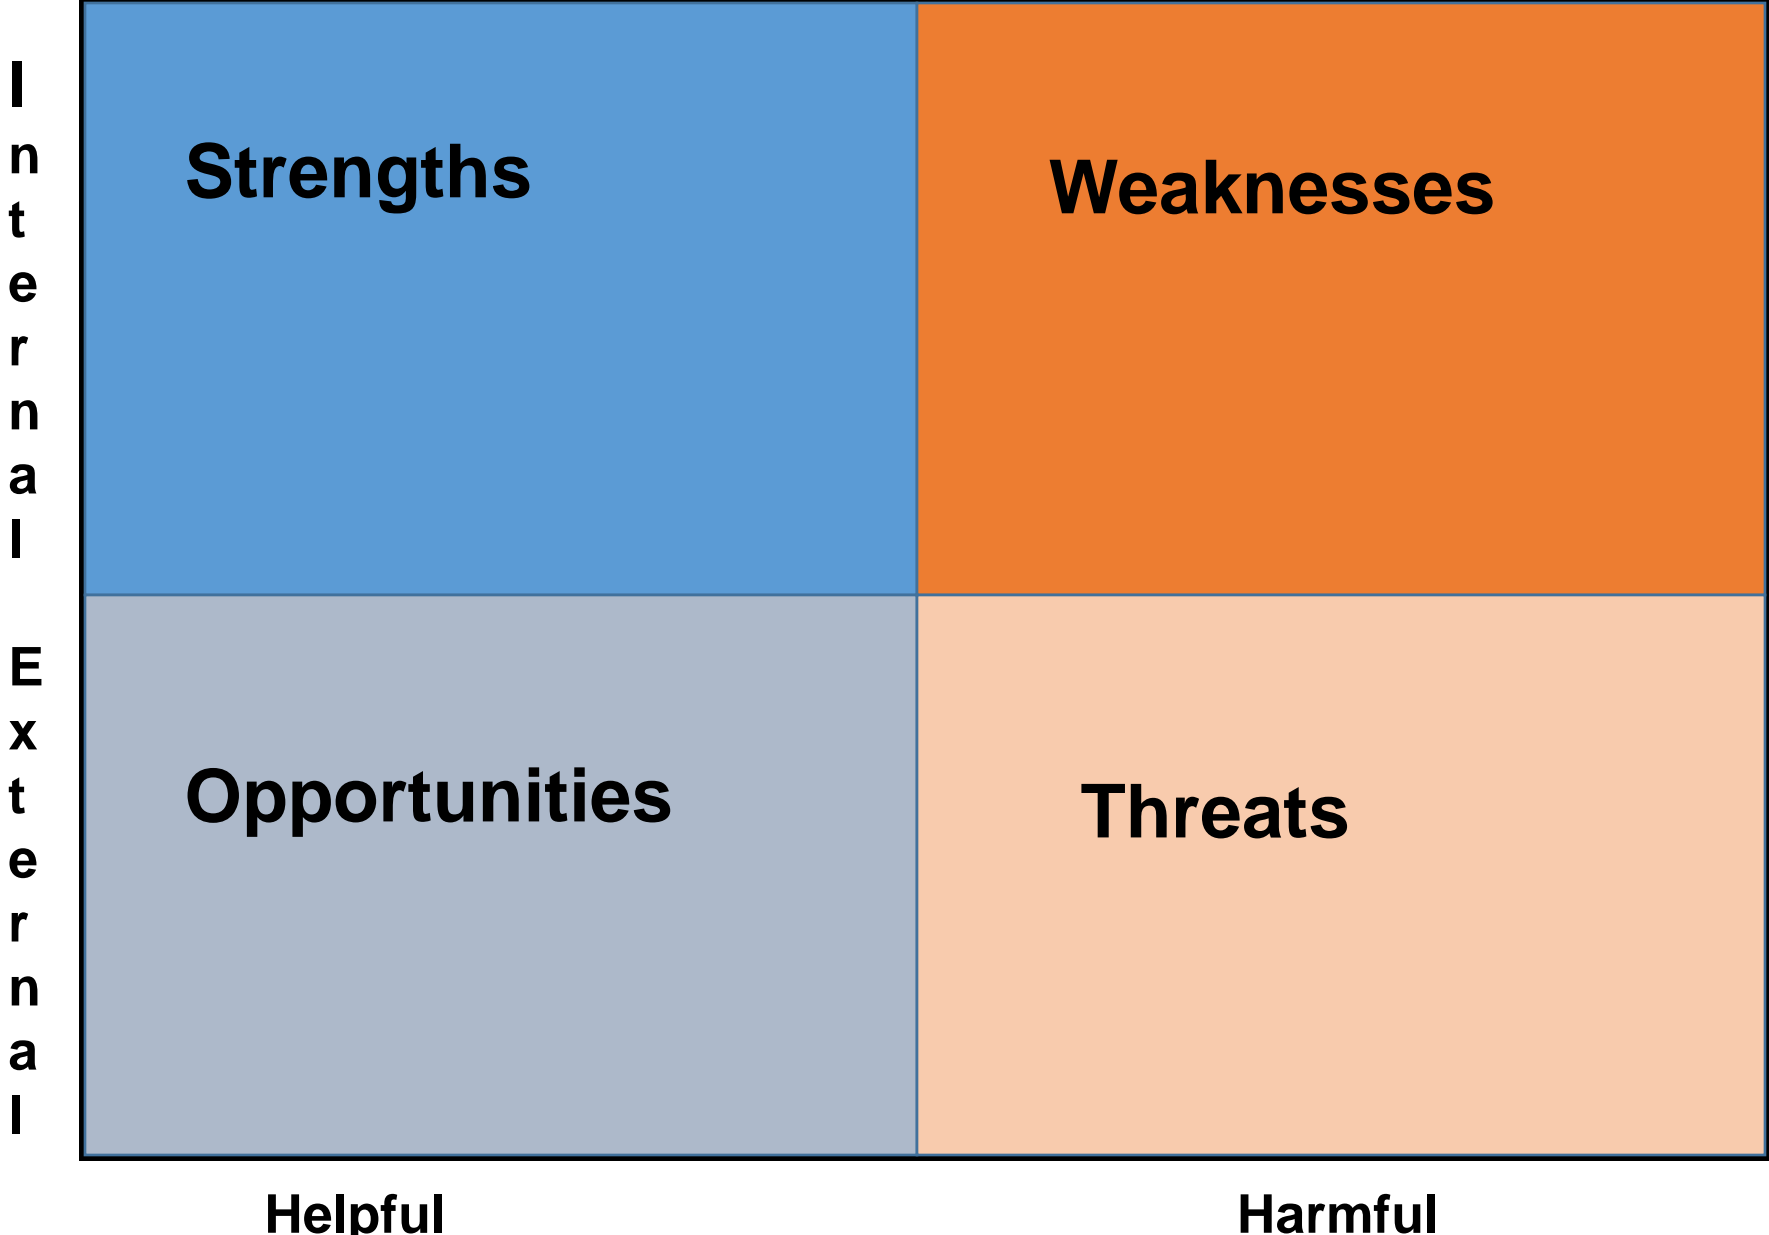 Internal
Strengths
Weaknesses
External
Opportunities
Threats
Helpful
Harmful